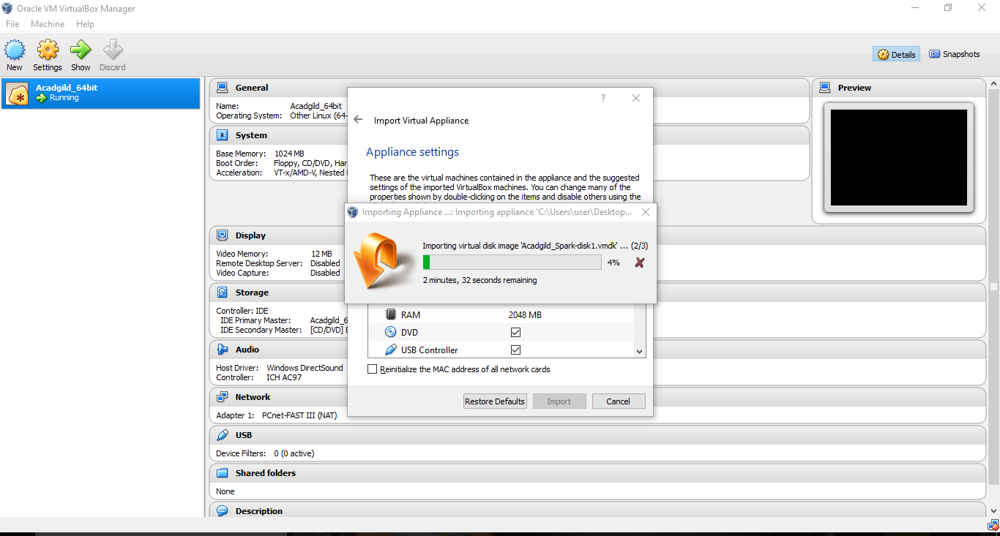 Oracle VM VirtualBox Manager
File Machine Help
New Settings Show Discard
Details Snapshots
Acadgild_64bit
Running
General
Name: Acadgild_64bit
Operating System: Other Linux (64-
System
Base Memory: 1024 MB
Boot Order: Floppy, CD/DVD, Har
Acceleration: VT-x/AMD-V, Nested
Display
Video Memory: 12 MB
Remote Desktop Server: Disabled
Video Capture: Disabled
Storage
Controller: IDE
IDE Primary Master: Acadgild_6
IDE Secondary Master: [CD/DVD] E
Audio
Host Driver: Windows DirectSound
Controller: ICH AC97
Network
Adapter 1: PCnet-FAST III (NAT)
USB
Device Filters: 0 (0 active)
Shared folders
None
Description
Preview
?
Import Virtual Appliance
Appliance settings
These are the virtual machines contained in the appliance and the suggested
settings of the imported VirtualBox machines. You can change many of the
properties shown by double-clicking on the items and disable others using the
Importing Appliance ...: Importing appliance 'C:\Users\user\Desktop...
Importing virtual disk image 'Acadgild_Spark-disk1.vmdk' ... (2/3)
4%
2 minutes, 32 seconds remaining
RAM 2048 MB
DVD
USB Controller
Reinitialize the MAC address of all network cards
Restore Defaults Import Cancel